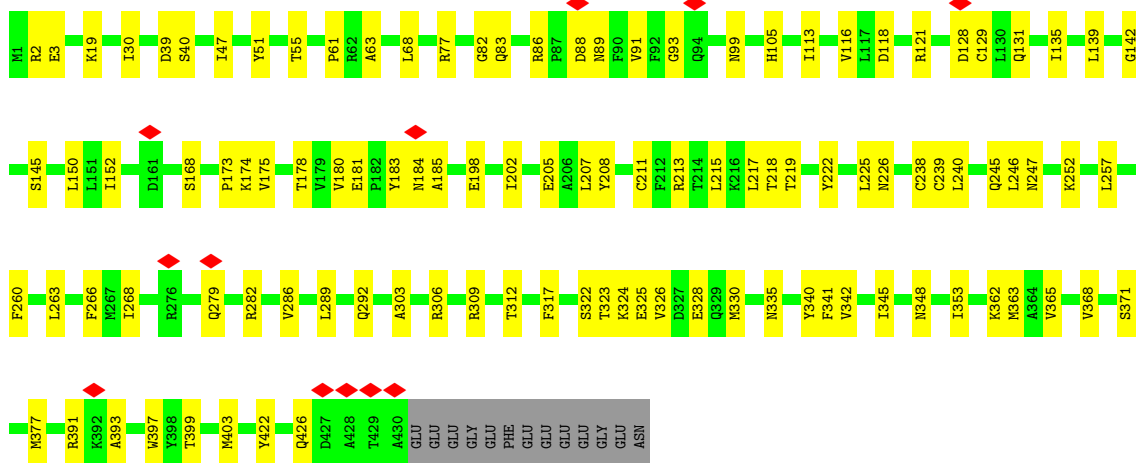 M1 R2 E3 K19 I30 D39 S40 I47 Y51 T55 P61 R62 A63 L68 R77 G82 Q83 R86 P87 D88 N89 F90 V91 F92 G93 Q94 N99 H105 I113 V116 L117 D118 R121 D128 C129 L130 Q131 I135 L139 G142
S145 L150 L151 I152 D161 S168 P173 K174 V175 T178 V179 V180 E181 P182 Y183 N184 A185 E198 I202 E205 A206 L207 Y208 C211 F212 R213 T214 L215 K216 L217 T218 T219 Y222 L225 N226 C238 C239 L240 Q245 L246 N247 K252 L257
F260 L263 F266 M267 I268 R276 Q279 R282 V286 L289 Q292 A303 R306 R309 T312 F317 S322 T323 K324 E325 V326 D327 E328 Q329 M330 N335 Y340 F341 V342 I345 N348 I353 K362 M363 A364 V365 V368 S371
M377 R391 K392 A393 W397 Y398 T399 M403 Y422 Q426 D427 A428 T429 A430 GLU GLU GLU GLY GLU PHE GLU GLU GLU GLU GLY GLU ASN